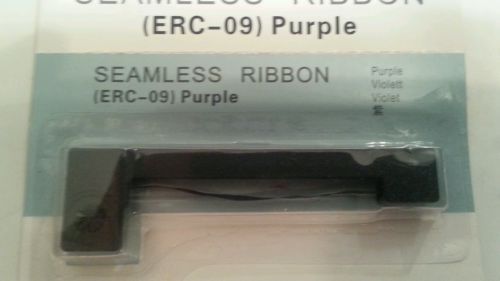 SEAMLESS RIBBON
(ERC-09) Purple
SEAMLESS RIBBON
(ERC-09) Purple
Purple
Violett
Violet
紫